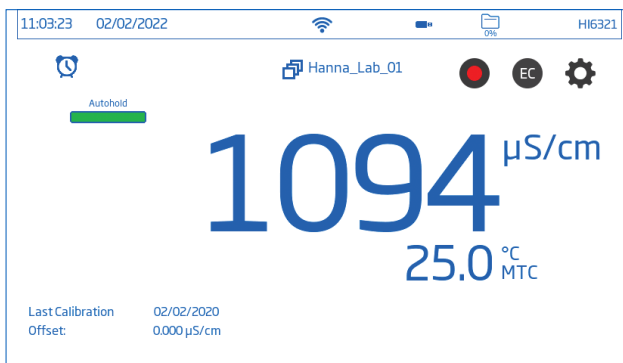 11:03:23 02/02/2022 0% HI6321
Hanna_Lab_01 EC
Autohold
1094 µS/cm
25.0 °C
MTC
Last Calibration 02/02/2020
Offset: 0.000 µS/cm